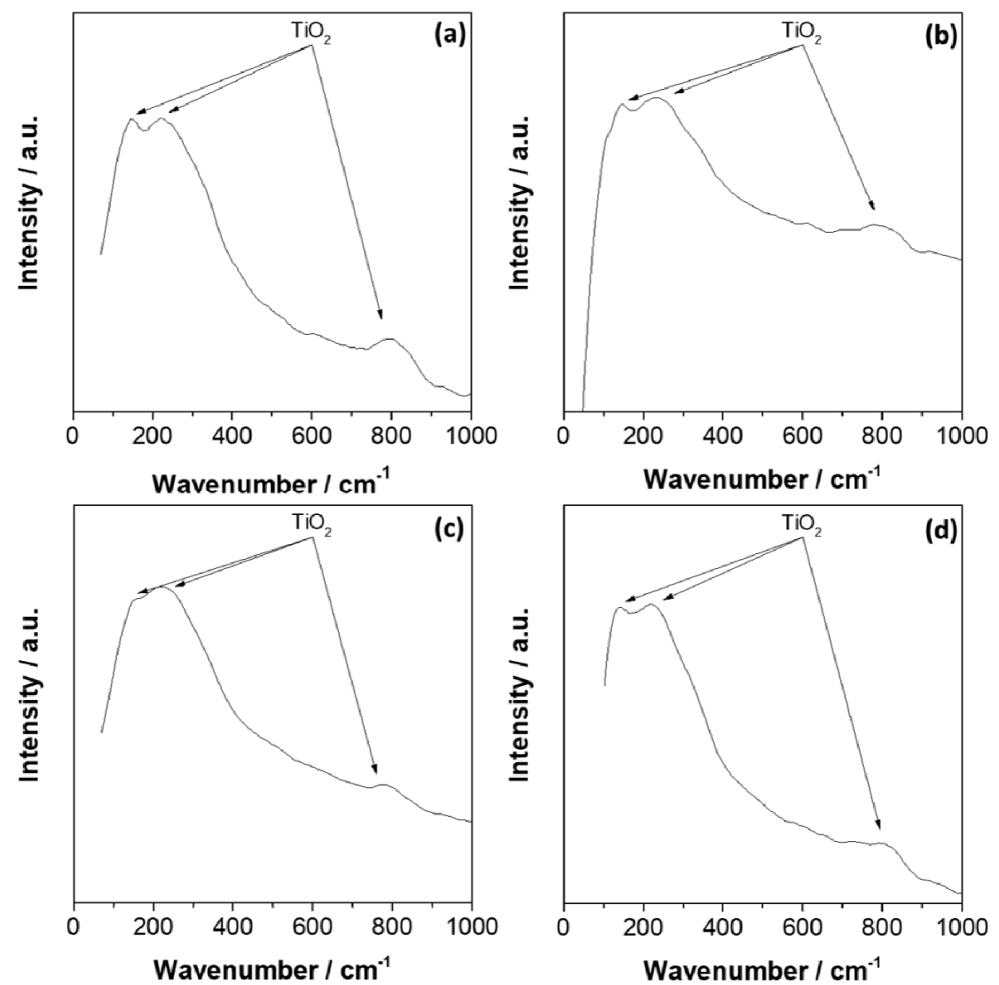 TiO2 (a)
Intensity / a.u.
0 200 400 600 800 1000
Wavenumber / cm-1
TiO2 (b)
Intensity / a.u.
0 200 400 600 800 1000
Wavenumber / cm-1
TiO2 (c)
Intensity / a.u.
0 200 400 600 800 1000
Wavenumber / cm-1
TiO2 (d)
Intensity / a.u.
0 200 400 600 800 1000
Wavenumber / cm-1